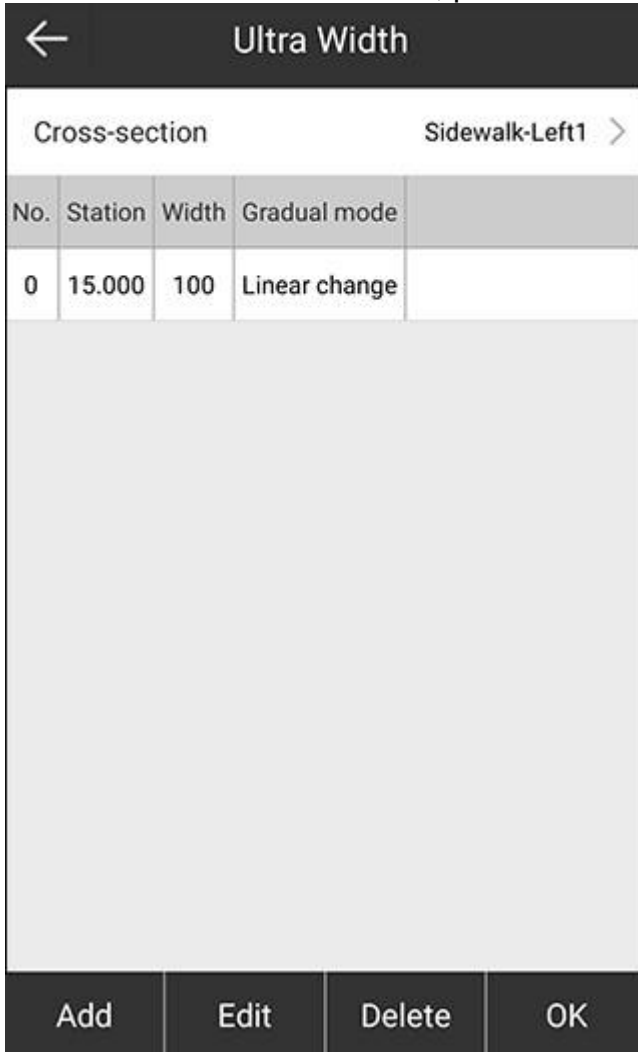 Ultra Width
Cross-section Sidewalk-Left1
No. Station Width Gradual mode
0 15.000 100 Linear change
Add Edit Delete OK